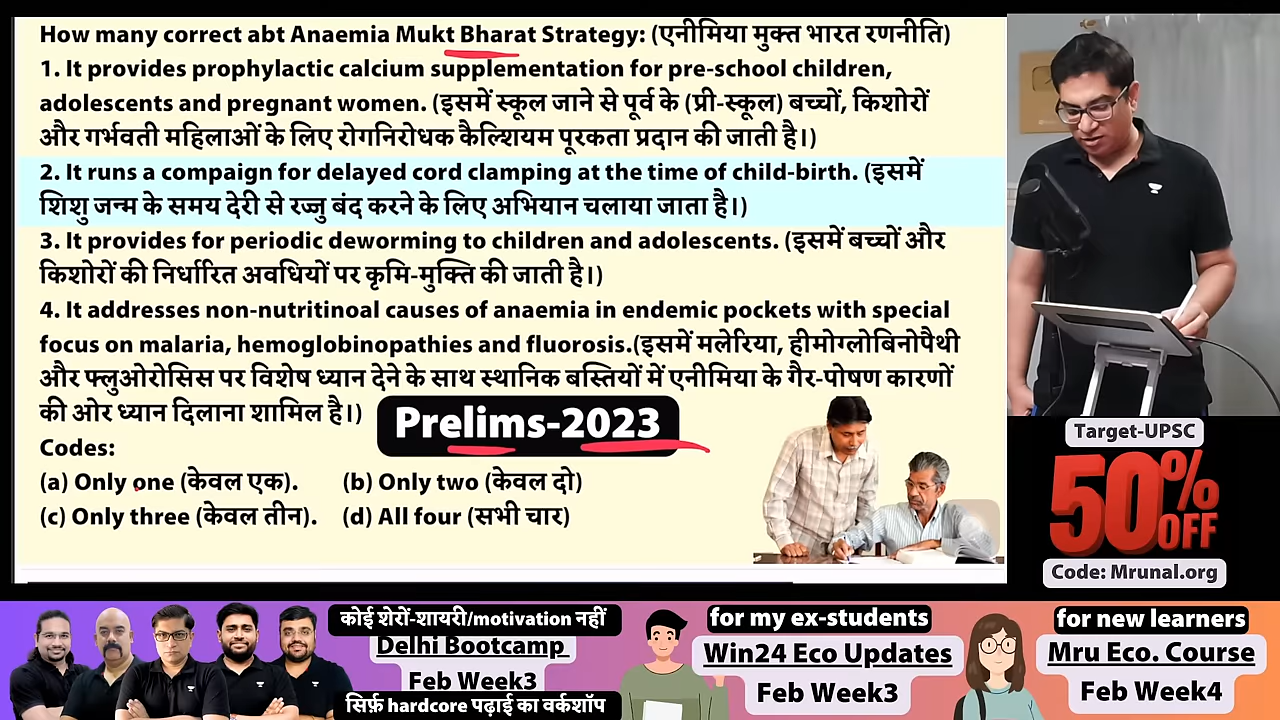 How many correct abt Anaemia Mukt Bharat Strategy: (एनीमिया मुक्त भारत रणनीति)
1. It provides prophylactic calcium supplementation for pre-school children,
adolescents and pregnant women. (इसमें स्कूल जाने से पूर्व के (प्री-स्कूल) बच्चों, किशोरों
और गर्भवती महिलाओं के लिए रोगनिरोधक कैल्शियम पूरकता प्रदान की जाती है।)
2. It runs a compaign for delayed cord clamping at the time of child-birth. (इसमें
शिशु जन्म के समय देरी से रज्जु बंद करने के लिए अभियान चलाया जाता है।)
3. It provides for periodic deworming to children and adolescents. (इसमें बच्चों और
किशोरों की निर्धारित अवधियों पर कृमि-मुक्ति की जाती है।)
4. It addresses non-nutritinoal causes of anaemia in endemic pockets with special
focus on malaria, hemoglobinopathies and fluorosis.(इसमें मलेरिया, हीमोग्लोबिनोपैथी
और फ्लुओरोसिस पर विशेष ध्यान देने के साथ स्थानिक बस्तियों में एनीमिया के गैर-पोषण कारणों
की ओर ध्यान दिलाना शामिल है।)
Prelims-2023
Codes:
(a) Only one (केवल एक). (b) Only two (केवल दो)
(c) Only three (केवल तीन). (d) All four (सभी चार)
Target-UPSC
50% OFF
Code: Mrunal.org
कोई शेरों-शायरी/motivation नहीं
Delhi Bootcamp
Feb Week3
सिर्फ़ hardcore पढ़ाई का वर्कशॉप
for my ex-students
Win24 Eco Updates
Feb Week3
for new learners
Mru Eco. Course
Feb Week4